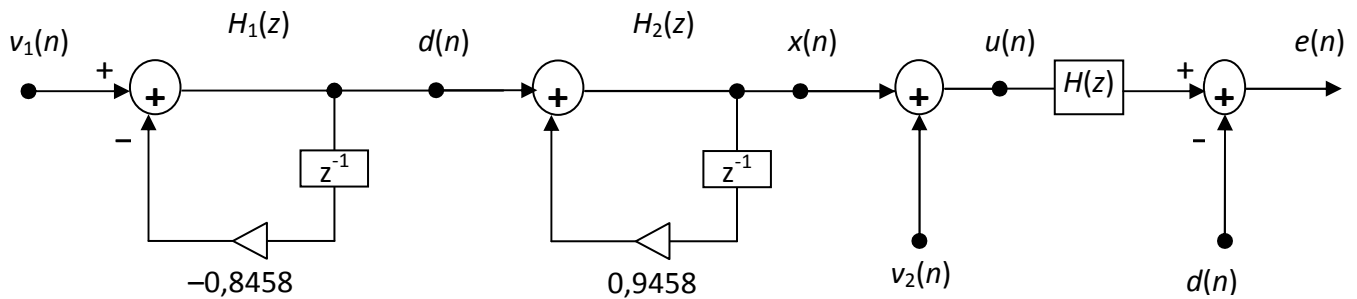 H₁(z) H₂(z)
v₁(n) d(n) x(n) u(n) e(n)
+ + + + H(z) + +
– –
z⁻¹ z⁻¹
–0,8458 0,9458 v₂(n) d(n)